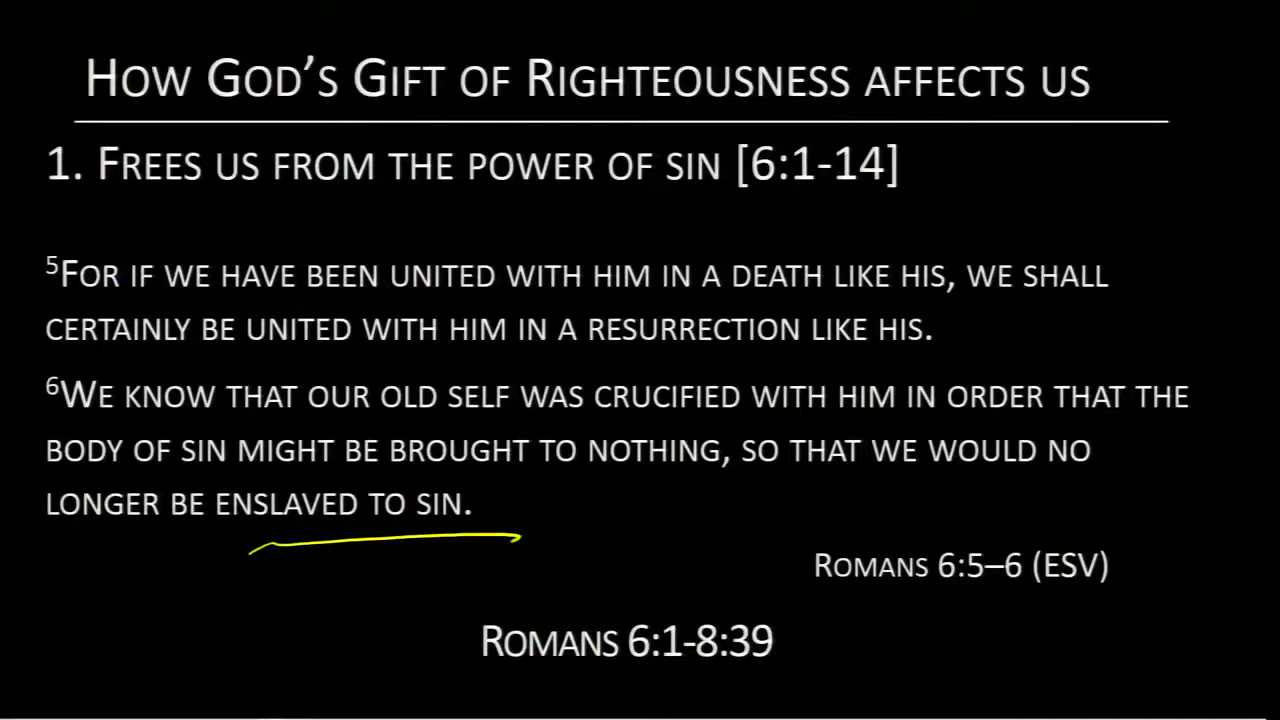 How God's Gift of Righteousness affects us
1. Frees us from the power of sin [6:1-14]
5For if we have been united with him in a death like his, we shall
certainly be united with him in a resurrection like his.
6We know that our old self was crucified with him in order that the
body of sin might be brought to nothing, so that we would no
longer be enslaved to sin.
Romans 6:5–6 (ESV)
Romans 6:1-8:39